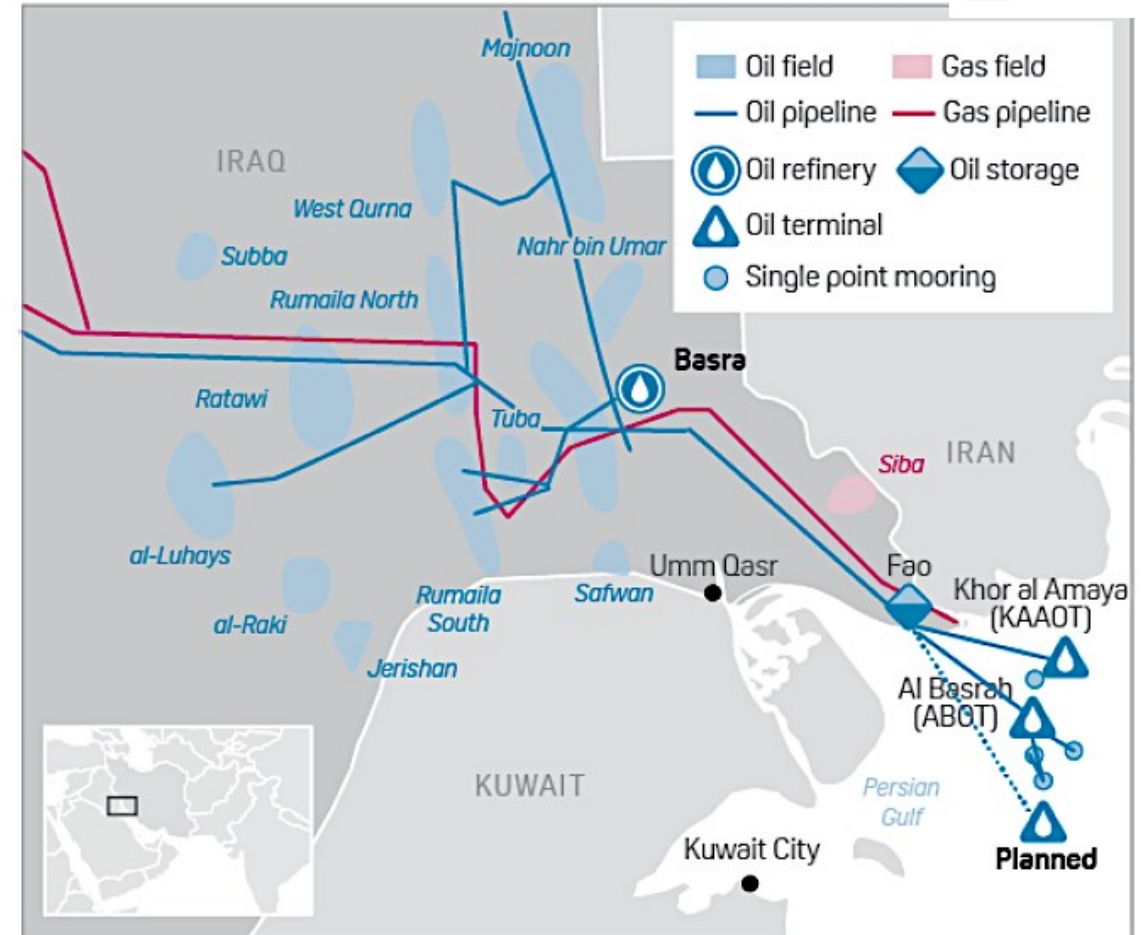 Majnoon
Oil field
Gas field
Oil pipeline
Gas pipeline
Oil refinery
Oil storage
Oil terminal
Single point mooring
IRAQ
West Qurna
Nahr bin Umar
Subba
Rumaila North
Basra
Ratawi
Tuba
Siba
IRAN
al-Luhays
Umm Qasr
Fao
Khor al Amaya
(KAAOT)
Rumaila
South
Safwan
al-Raki
Jerishan
Al Basrah
(ABOT)
KUWAIT
Persian
Gulf
Kuwait City
Planned